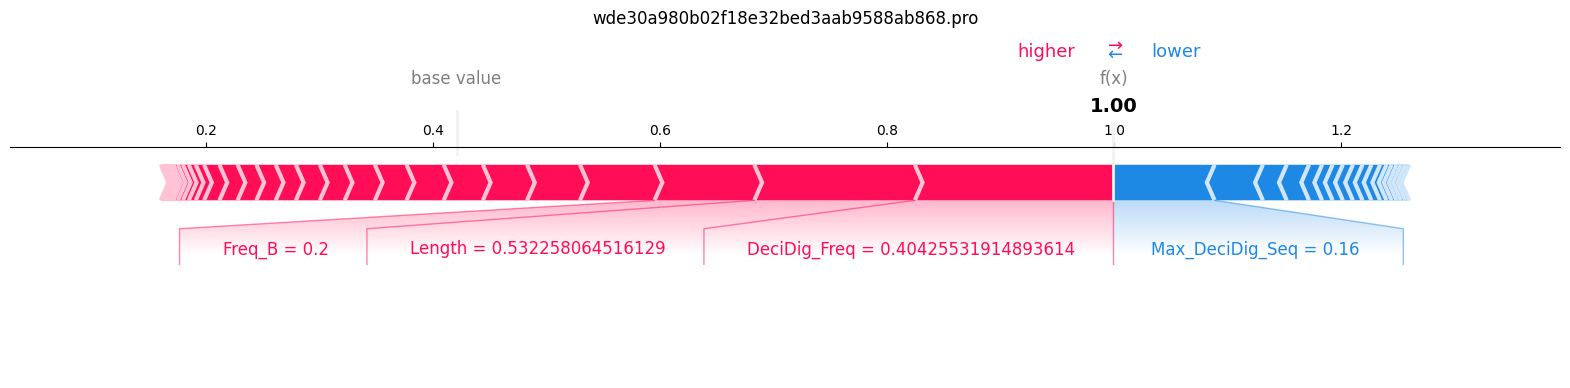 wde30a980b02f18e32bed3aab9588ab868.pro
higher ⇄ lower
base value f(x)
1.00
0.2 0.4 0.6 0.8 1.0 1.2
Freq_B = 0.2 Length = 0.532258064516129 DeciDig_Freq = 0.40425531914893614 Max_DeciDig_Seq = 0.16